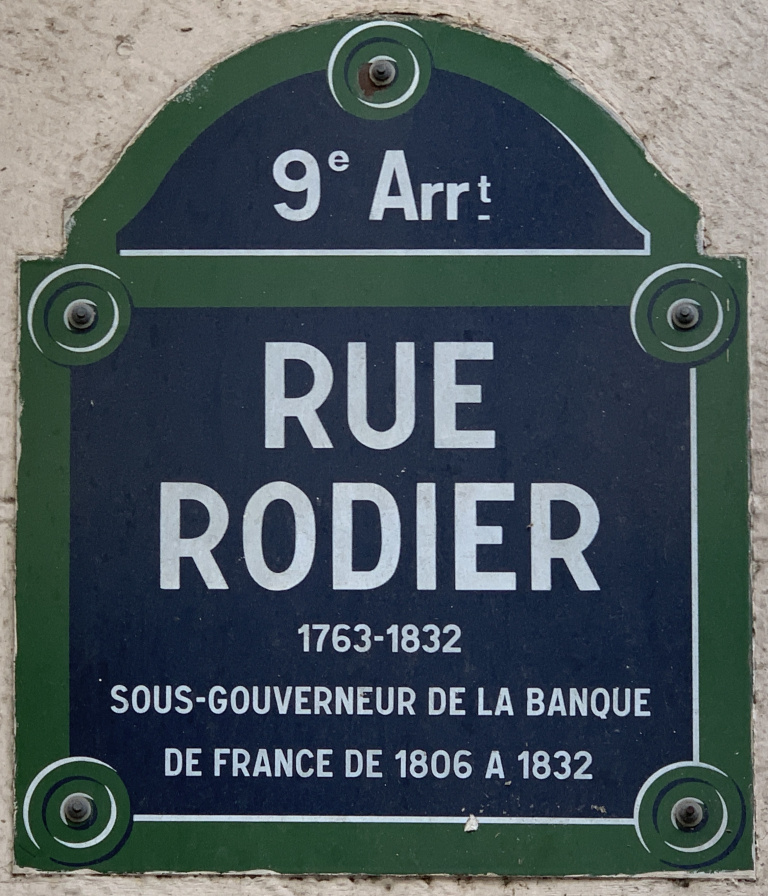 9e Arrt
RUE
RODIER
1763-1832
SOUS-GOUVERNEUR DE LA BANQUE
DE FRANCE DE 1806 A 1832